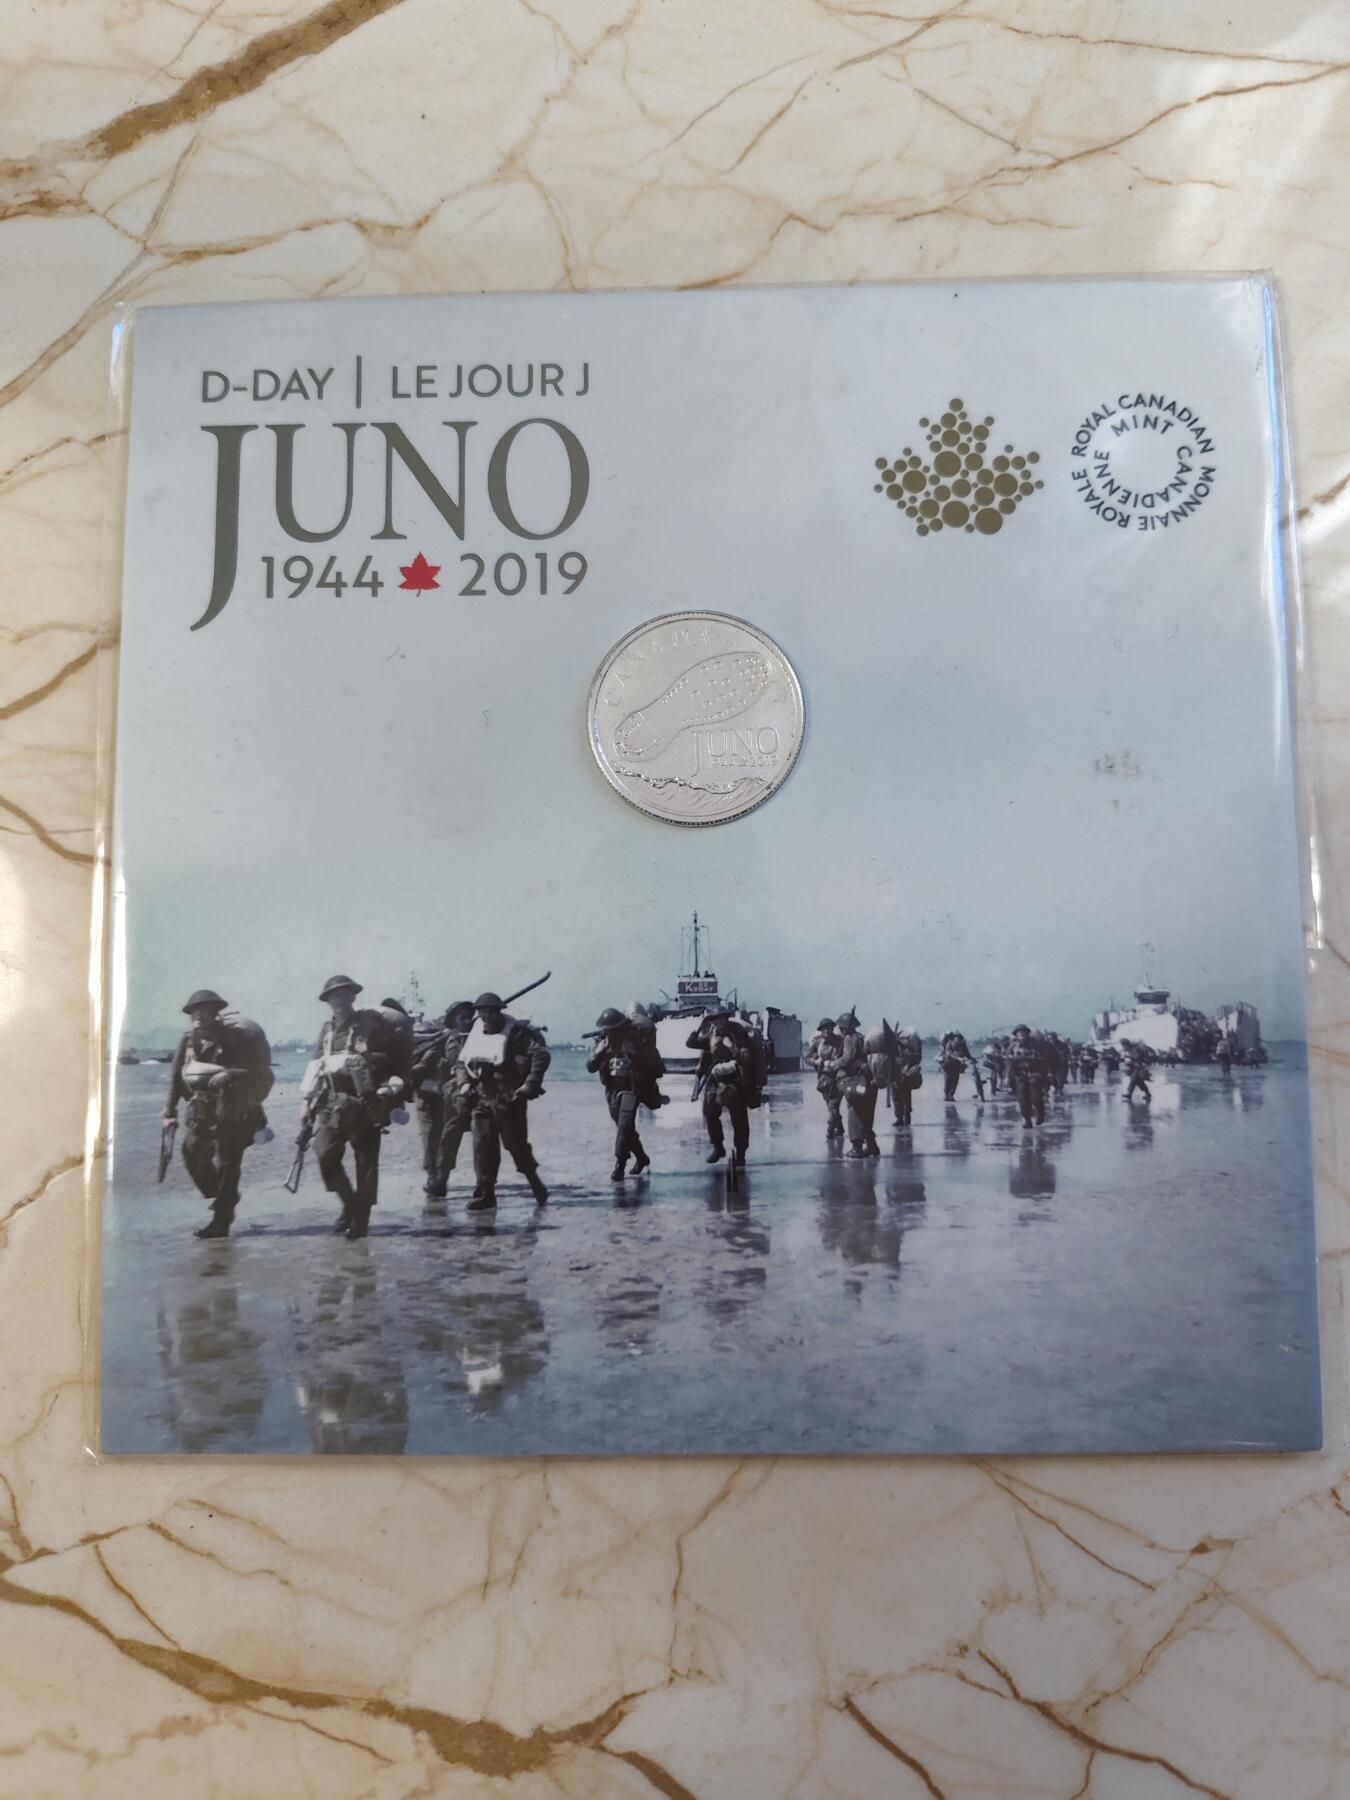 D-DAY | LE JOUR J
JUNO
1944 2019
ROYAL CANADIAN MINT
MONNAIE ROYALE CANADIENNE
CANADA
JUNO
1944 2019